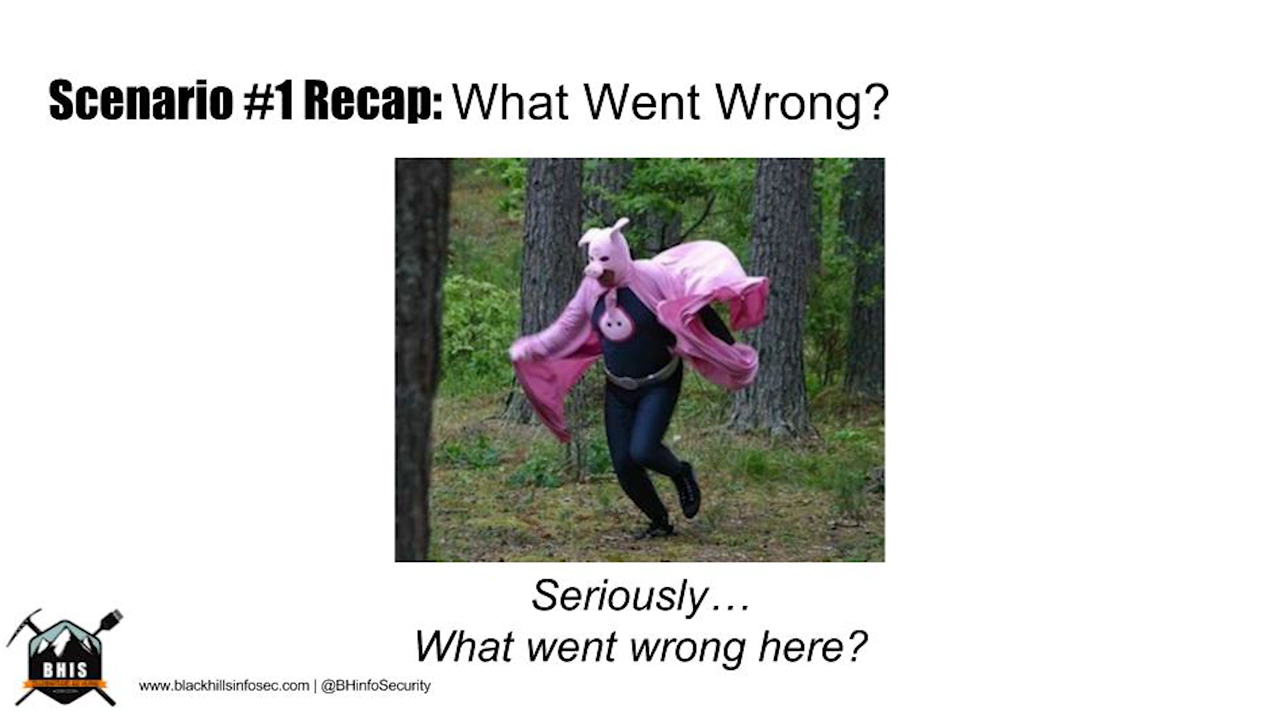 Scenario #1 Recap: What Went Wrong?
Seriously…
What went wrong here?
BHIS
www.blackhillsinfosec.com | @BHinfoSecurity